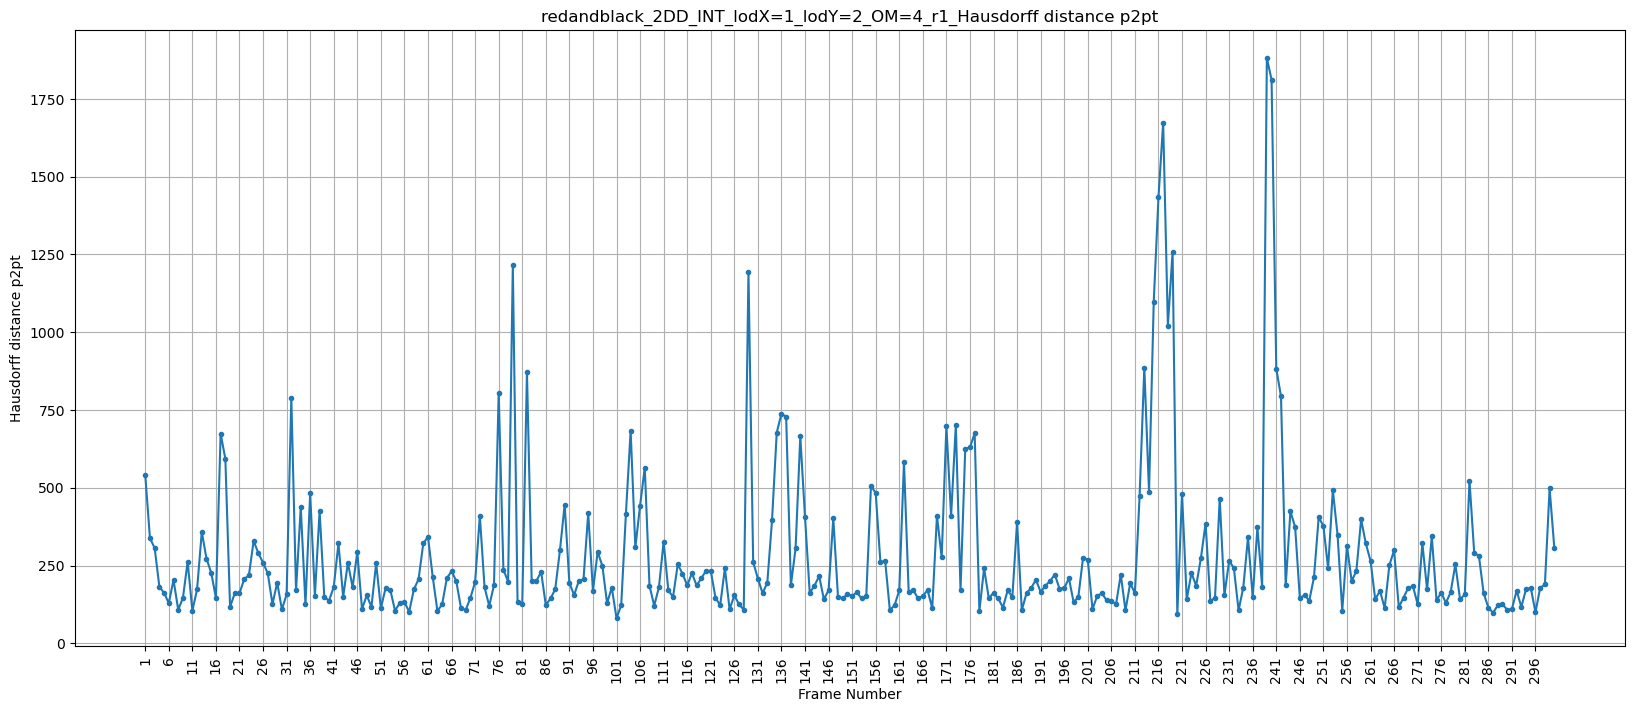 redandblack_2DD_INT_lodX=1_lodY=2_OM=4_r1_Hausdorff distance p2pt
1750
1500
1250
1000
750
500
250
0
Hausdorff distance p2pt
1 6 11 16 21 26 31 36 41 46 51 56 61 66 71 76 81 86 91 96 101 106 111 116 121 126 131 136 141 146 151 156 161 166 171 176 181 186 191 196 201 206 211 216 221 226 231 236 241 246 251 256 261 266 271 276 281 286 291 296
Frame Number